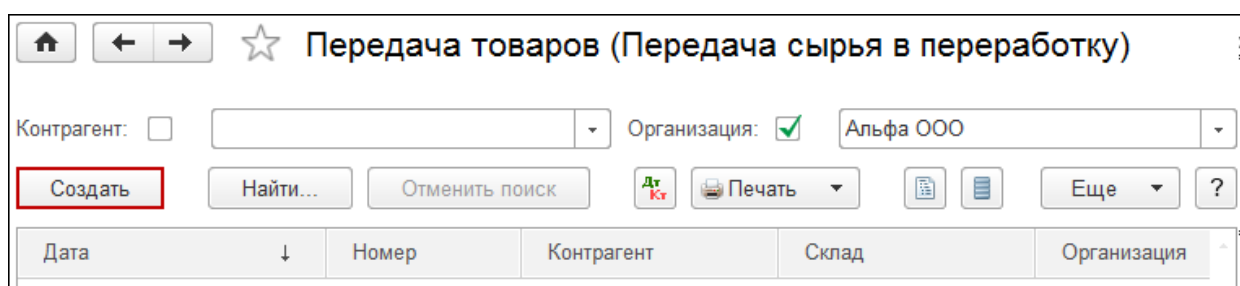 Передача товаров (Передача сырья в переработку)
Контрагент: Организация: Альфа ООО
Создать Найти... Отменить поиск Дт Кт Печать Еще ?
Дата ↓ Номер Контрагент Склад Организация